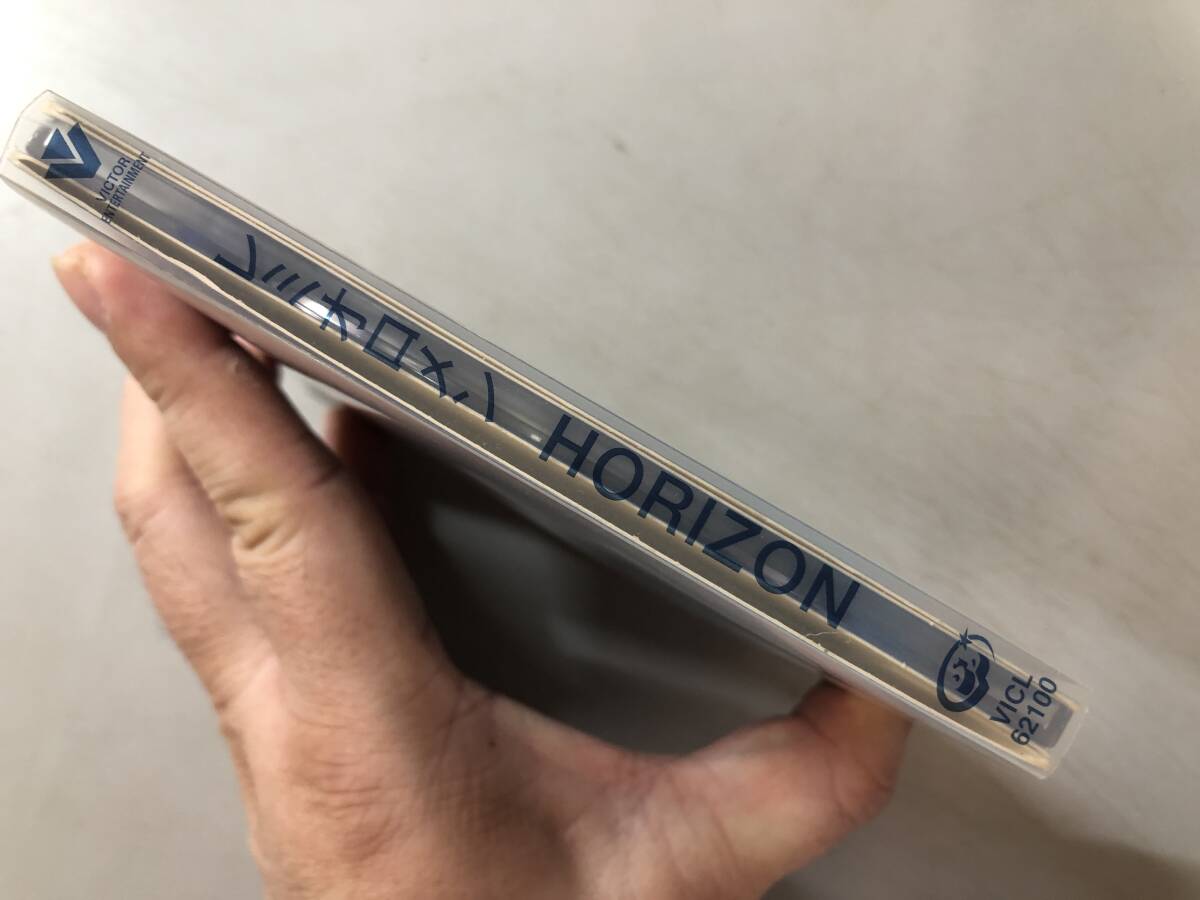 VICTOR
ENTERTAINMENT
レミオロメン HORIZON
VICL
62100